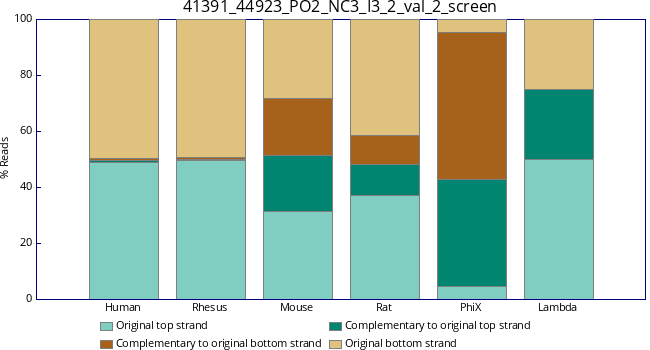 41391_44923_PO2_NC3_I3_2_val_2_screen
100
80
60
40
20
0
% Reads
Human Rhesus Mouse Rat PhiX Lambda
Original top strand Complementary to original top strand
Complementary to original bottom strand Original bottom strand